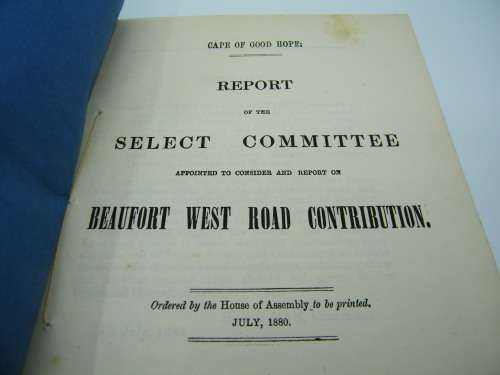 CAPE OF GOOD HOPE:
REPORT
OF THE
SELECT COMMITTEE
APPOINTED TO CONSIDER AND REPORT ON
BEAUFORT WEST ROAD CONTRIBUTION.
Ordered by the House of Assembly to be printed.
JULY, 1880.